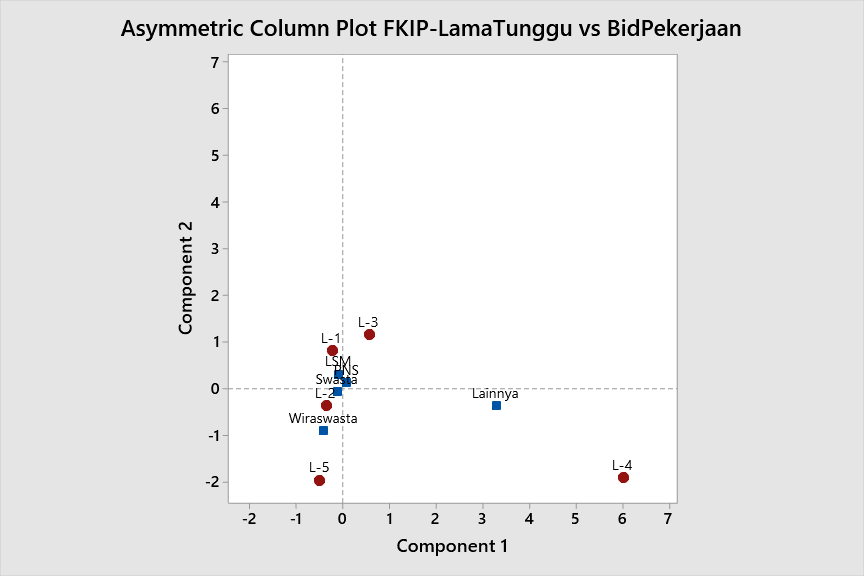 Asymmetric Column Plot FKIP-LamaTunggu vs BidPekerjaan
7
6
5
4
3
2
1
0
-1
-2
Component 2
L-3
L-1
LSM
PNS
Swasta
L-2
Lainnya
Wiraswasta
L-5
L-4
-2 -1 0 1 2 3 4 5 6 7
Component 1